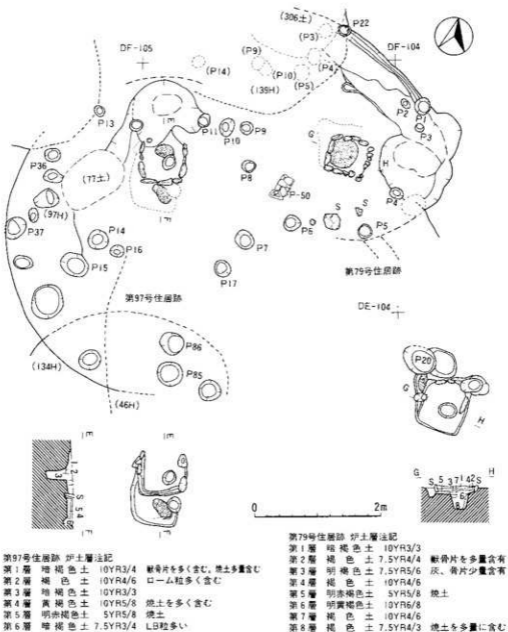 (306土)
P22
(P3)
DF-105
DF-104
(P9)
(P4)
(P14)
(P10)
(P5)
(139H)
P13
P2
P1
P11
P10
P9
P3
G
P36
P8
H
(77土)
P-50
(97H)
P4
S
S
P37
P14
P6
P5
P16
P7
P15
第79号住居跡
P17
第97号住居跡
DE-104
P86
P20
(134H)
P85
G
(46H)
H
E
E
G
H
0
2m
第97号住居跡 炉土層注記
第1層 暗褐色土 10YR3/4 獣骨片を多く含む。焼土多量含む
第2層 褐色土 10YR4/6 ローム粒多く含む
第3層 暗褐色土 10YR3/3
第4層 黄褐色土 10YR5/8 焼土を多く含む
第5層 明赤褐色土 5YR5/8 焼土
第6層 暗褐色土 7.5YR3/4 LB粒多い
第79号住居跡 炉土層注記
第1層 暗褐色土 10YR3/3
第2層 褐色土 7.5YR4/4 獣骨片を多量含有
第3層 明褐色土 7.5YR5/6 灰、骨片少量含有
第4層 褐色土 10YR4/6
第5層 明赤褐色土 5YR5/8 焼土
第6層 明黄褐色土 10YR6/8
第7層 褐色土 10YR4/6
第8層 褐色土 7.5YR4/4 焼土を多量に含む